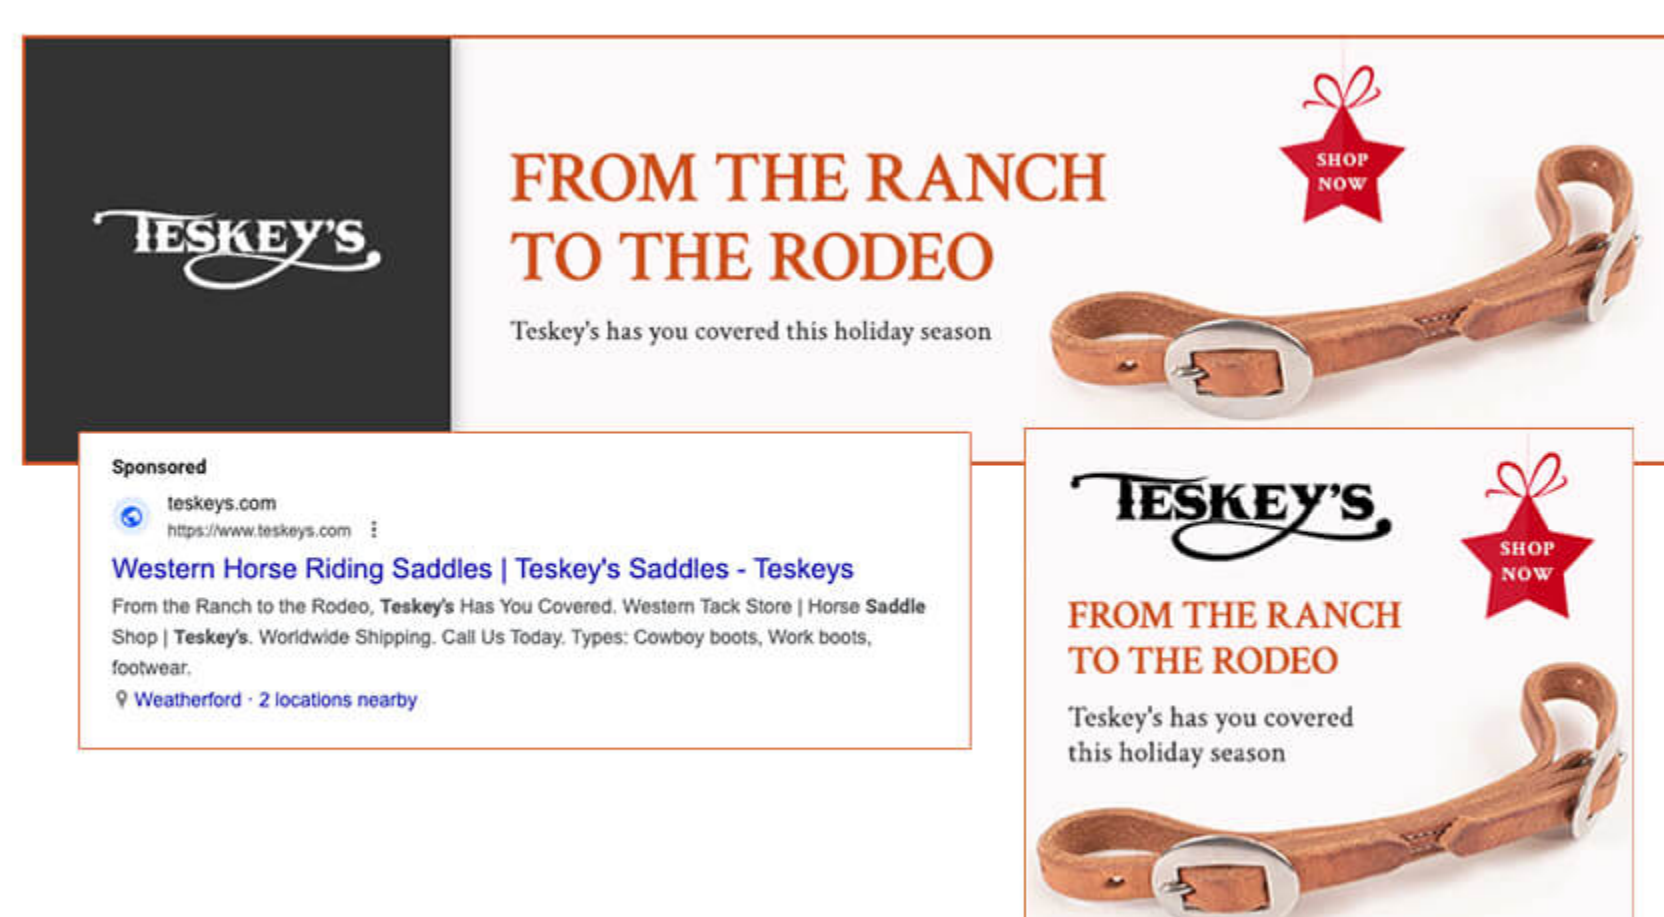 TESKEY'S
FROM THE RANCH
TO THE RODEO
Teskey's has you covered this holiday season
SHOP
NOW
Sponsored
teskeys.com
https://www.teskeys.com
Western Horse Riding Saddles | Teskey's Saddles - Teskeys
From the Ranch to the Rodeo, Teskey's Has You Covered. Western Tack Store | Horse Saddle
Shop | Teskey's. Worldwide Shipping. Call Us Today. Types: Cowboy boots, Work boots,
footwear.
Weatherford · 2 locations nearby
TESKEY'S
SHOP
NOW
FROM THE RANCH
TO THE RODEO
Teskey's has you covered
this holiday season